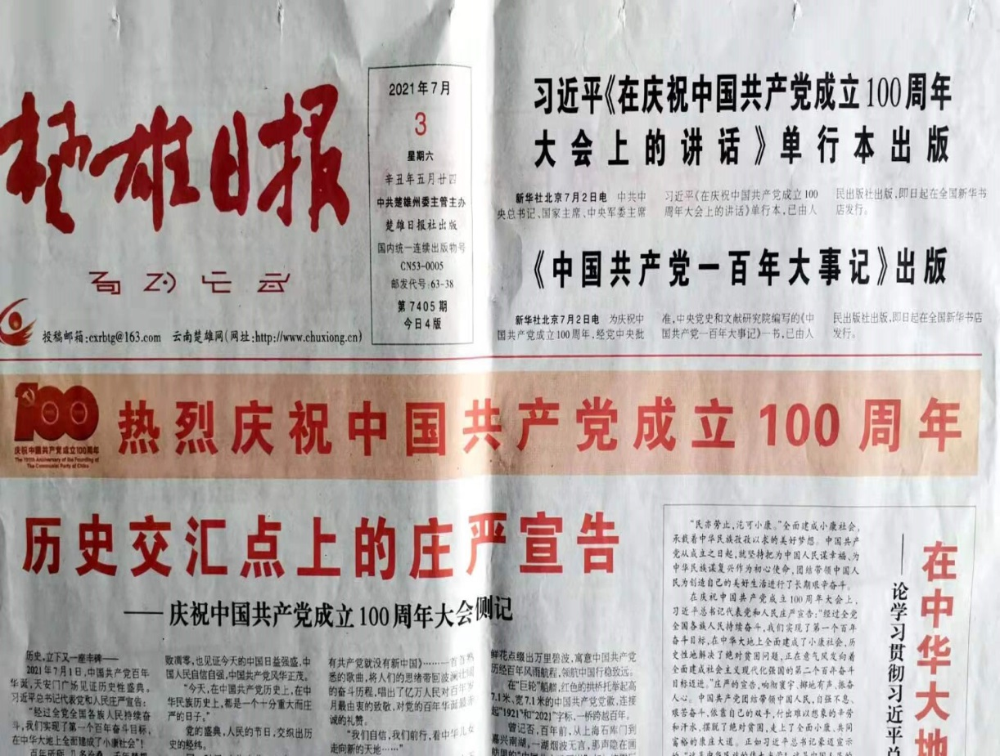 楚雄日报
投稿邮箱:cxrbtg@163.com 云南楚雄网(网址:http://www.chuxiong.cn)
2021年7月
3
星期六
辛丑年五月廿四
中共楚雄州委主管主办
楚雄日报社出版
国内统一连续出版物号
CN53-0005
邮发代号:63-38
第7405期
今日4版
习近平《在庆祝中国共产党成立100周年
大会上的讲话》单行本出版
新华社北京7月2日电 中共中
央总书记、国家主席、中央军委主席
习近平《在庆祝中国共产党成立100
周年大会上的讲话》单行本,已由人
民出版社出版,即日起在全国新华书
店发行。
《中国共产党一百年大事记》出版
新华社北京7月2日电 为庆祝中
国共产党成立100周年,经党中央批
准,中央党史和文献研究院编写的《中
国共产党一百年大事记》一书,已由人
民出版社出版,即日起在全国新华书店
发行。
100
庆祝中国共产党成立100周年
The 100th Anniversary of the Founding of
The Communist Party of China
热烈庆祝中国共产党成立100周年
历史交汇点上的庄严宣告
——庆祝中国共产党成立100周年大会侧记
历史,立下又一座丰碑——
2021年7月1日,中国共产党百年
华诞,天安门广场见证历史性盛典。
习近平总书记代表党和人民庄严宣告:
“经过全党全国各族人民持续奋
斗,我们实现了第一个百年奋斗目标,
在中华大地上全面建成了小康社会”!
败凋零,也见证今天的中国日益强盛,中
国人民自信自强,中国共产党风华正茂。
“今天,在中国共产党历史上,在中
华民族历史上,都是一个十分重大而庄
严的日子。”
党的盛典,人民的节日,交织出历
史的经纬。
有共产党就没有新中国》……一首首熟
悉的歌曲,将人们的思绪带回波澜壮阔
的奋斗历程,唱出了亿万人民对百年岁
月最由衷的致敬,对党的百年华诞最赤
诚的礼赞。
“我们自信,我们前行,看中华儿女
走向新的天地……”
鲜花点缀出万里碧波,寓意中国共产党
历经百年风雨航程,领航中国行稳致远。
在“巨轮”船艏,红色的拱桥托举起高
7.1米、宽7.1米的中国共产党党徽,连接
起“1921”和“2021”字标,一桥跨越百年。
曾记否,百年前,从上海石库门到
嘉兴南湖,一湖烟波无言,那声隐在画
“民亦劳止,汔可小康。”全面建成小康社会,
承载着中华民族孜孜以求的美好梦想。中国共产
党从成立之日起,就坚持把为中国人民谋幸福、为
中华民族谋复兴作为初心使命,团结带领中国人
民为创造自己的美好生活进行了长期艰辛奋斗。
在庆祝中国共产党成立100周年大会上,
习近平总书记代表党和人民庄严宣告:“经过全党
全国各族人民持续奋斗,我们实现了第一个百年
奋斗目标,在中华大地上全面建成了小康社会,历
史性地解决了绝对贫困问题,正在意气风发向着
全面建成社会主义现代化强国的第二个百年奋斗
目标迈进。”庄严的宣告,响彻寰宇、掷地有声、振奋
人心。中国共产党团结带领中国人民,自强不息、
艰苦奋斗,依靠自己的双手,付出难以想象的辛劳
和汗水,摆脱了绝对贫困,走上了全面小康、共同
富裕的康庄大道。正如习近平总书记豪迈宣示
在中华大地
——论学习贯彻习近平总